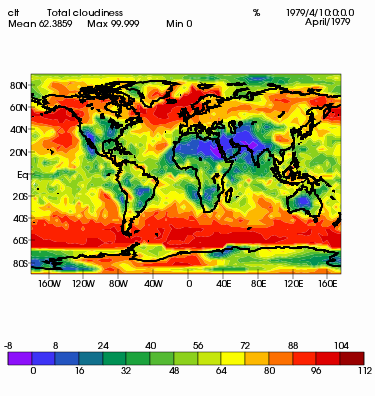 clt Total cloudiness % 1979/4/1 0:0:0.0
Mean 62.3859 Max 99.999 Min 0 April/1979
80N
60N
40N
20N
Eq
20S
40S
60S
80S
160W 120W 80W 40W 0 40E 80E 120E 160E
-8 8 24 40 56 72 88 104
0 16 32 48 64 80 96 112